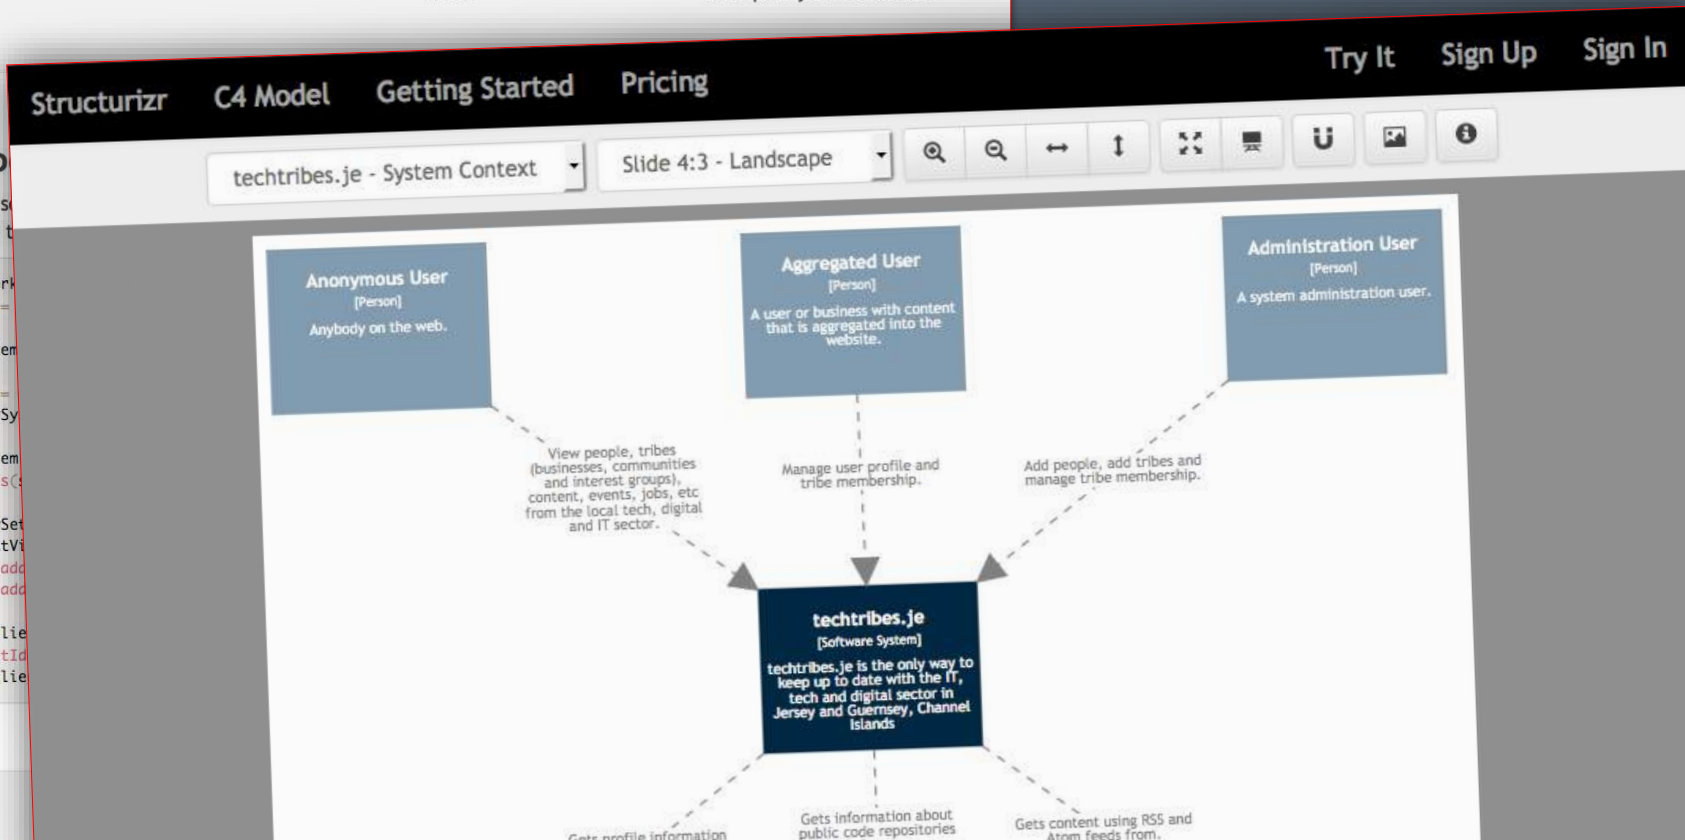 Structurizr C4 Model Getting Started Pricing Try It Sign Up Sign In
techtribes.je - System Context Slide 4:3 - Landscape
Anonymous User
[Person]
Anybody on the web.
Aggregated User
[Person]
A user or business with content
that is aggregated into the
website.
Administration User
[Person]
A system administration user.
View people, tribes
(businesses, communities
and interest groups),
content, events, jobs, etc
from the local tech, digital
and IT sector.
Manage user profile and
tribe membership.
Add people, add tribes and
manage tribe membership.
techtribes.je
[Software System]
techtribes.je is the only way to
keep up to date with the IT,
tech and digital sector in
Jersey and Guernsey, Channel
Islands
Gets profile information
Gets information about
public code repositories
Gets content using RSS and
Atom feeds from.